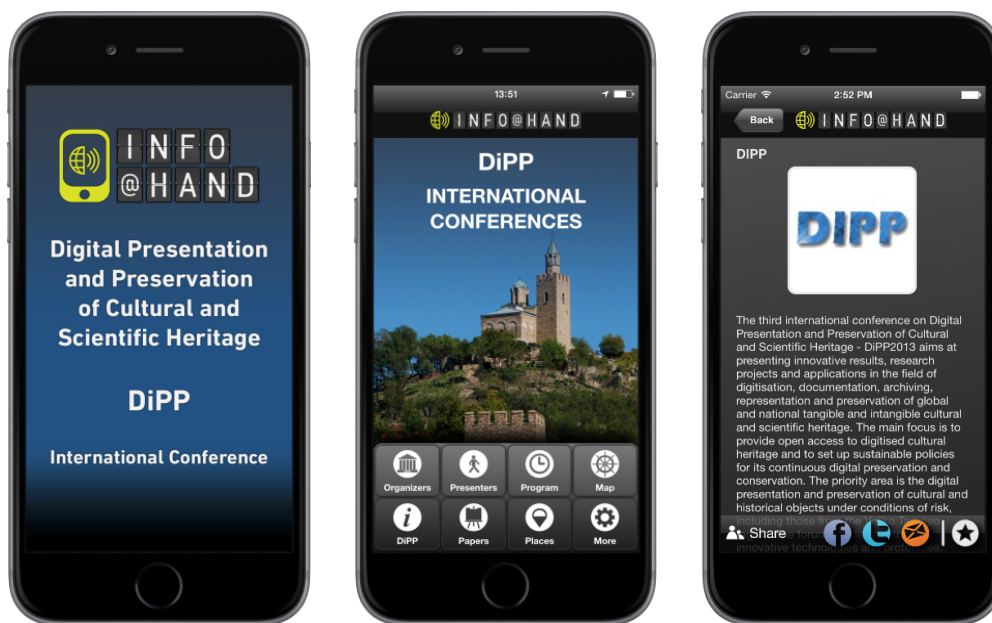 INFO
@HAND
Digital Presentation
and Preservation
of Cultural and
Scientific Heritage
DiPP
International Conference
13:51
INFO@HAND
DiPP
INTERNATIONAL
CONFERENCES
Organizers Presenters Program Map
DiPP Papers Places More
Carrier 2:52 PM
Back INFO@HAND
DIPP
DIPP
The third international conference on Digital
Presentation and Preservation of Cultural
and Scientific Heritage - DiPP2013 aims at
presenting innovative results, research
projects and applications in the field of
digitisation, documentation, archiving,
representation and preservation of global
and national tangible and intangible cultural
and scientific heritage. The main focus is to
provide open access to digitised cultural
heritage and to set up sustainable policies
for its continuous digital preservation and
conservation. The priority area is the digital
presentation and preservation of cultural and
historical objects under conditions of risk,
including those from the
Share
innovative technologies and